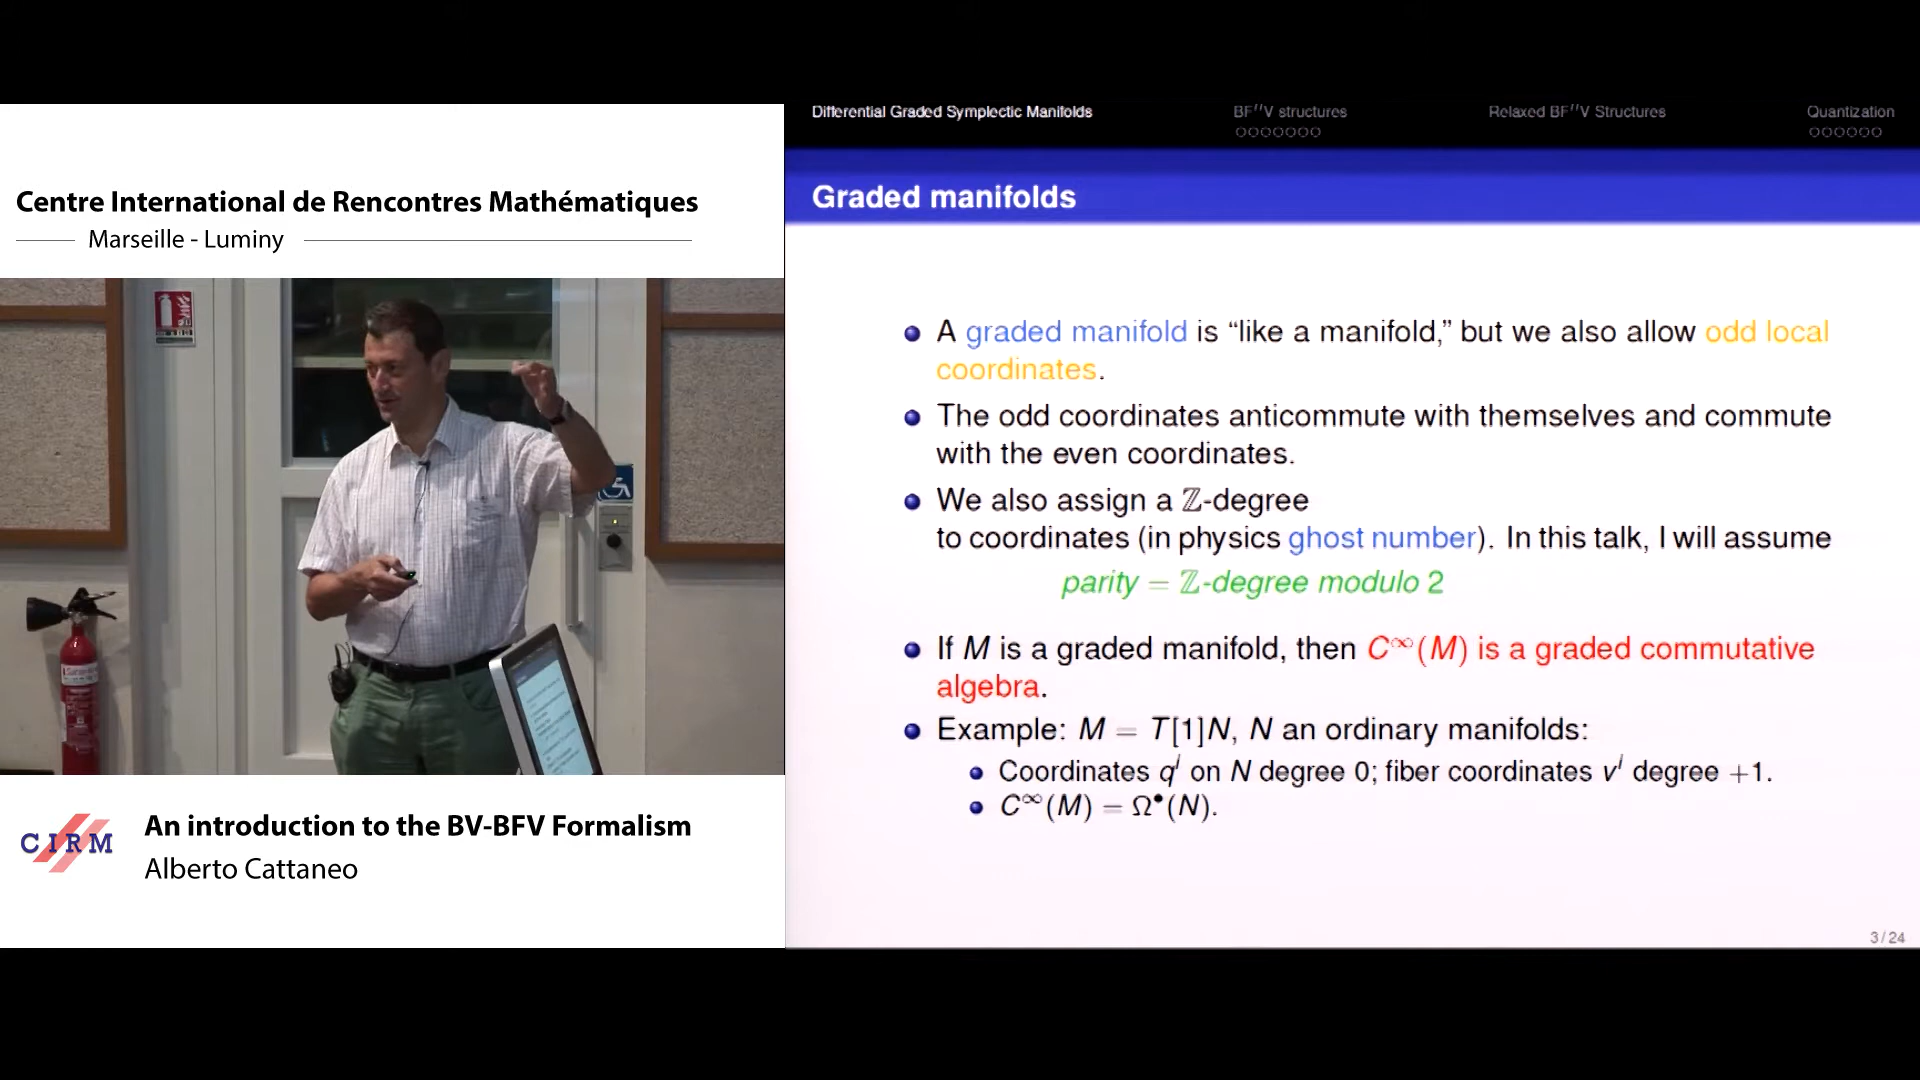 Centre International de Rencontres Mathématiques
Marseille - Luminy
CIRM
An introduction to the BV-BFV Formalism
Alberto Cattaneo
Differential Graded Symplectic Manifolds
BFⁿV structures
Relaxed BFⁿV Structures
Quantization
Graded manifolds
A graded manifold is “like a manifold,” but we also allow odd local
coordinates.
The odd coordinates anticommute with themselves and commute
with the even coordinates.
We also assign a ℤ-degree
to coordinates (in physics ghost number). In this talk, I will assume
parity = ℤ-degree modulo 2
If M is a graded manifold, then C∞(M) is a graded commutative
algebra.
Example: M = T[1]N, N an ordinary manifolds:
Coordinates qⁱ on N degree 0; fiber coordinates vⁱ degree +1.
C∞(M) = Ω•(N).
3 / 24